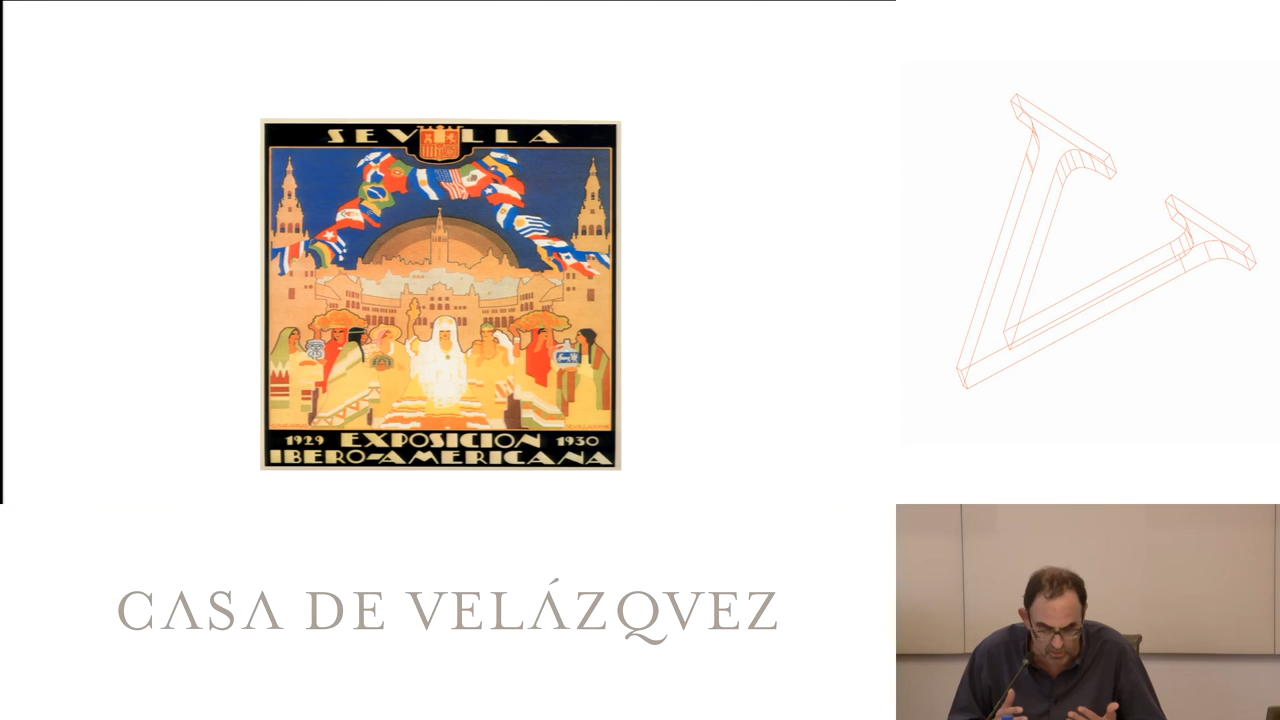 SEVILLA
1929 EXPOSICION 1930
IBERO-AMERICANA
CASA DE VELÁZQVEZ